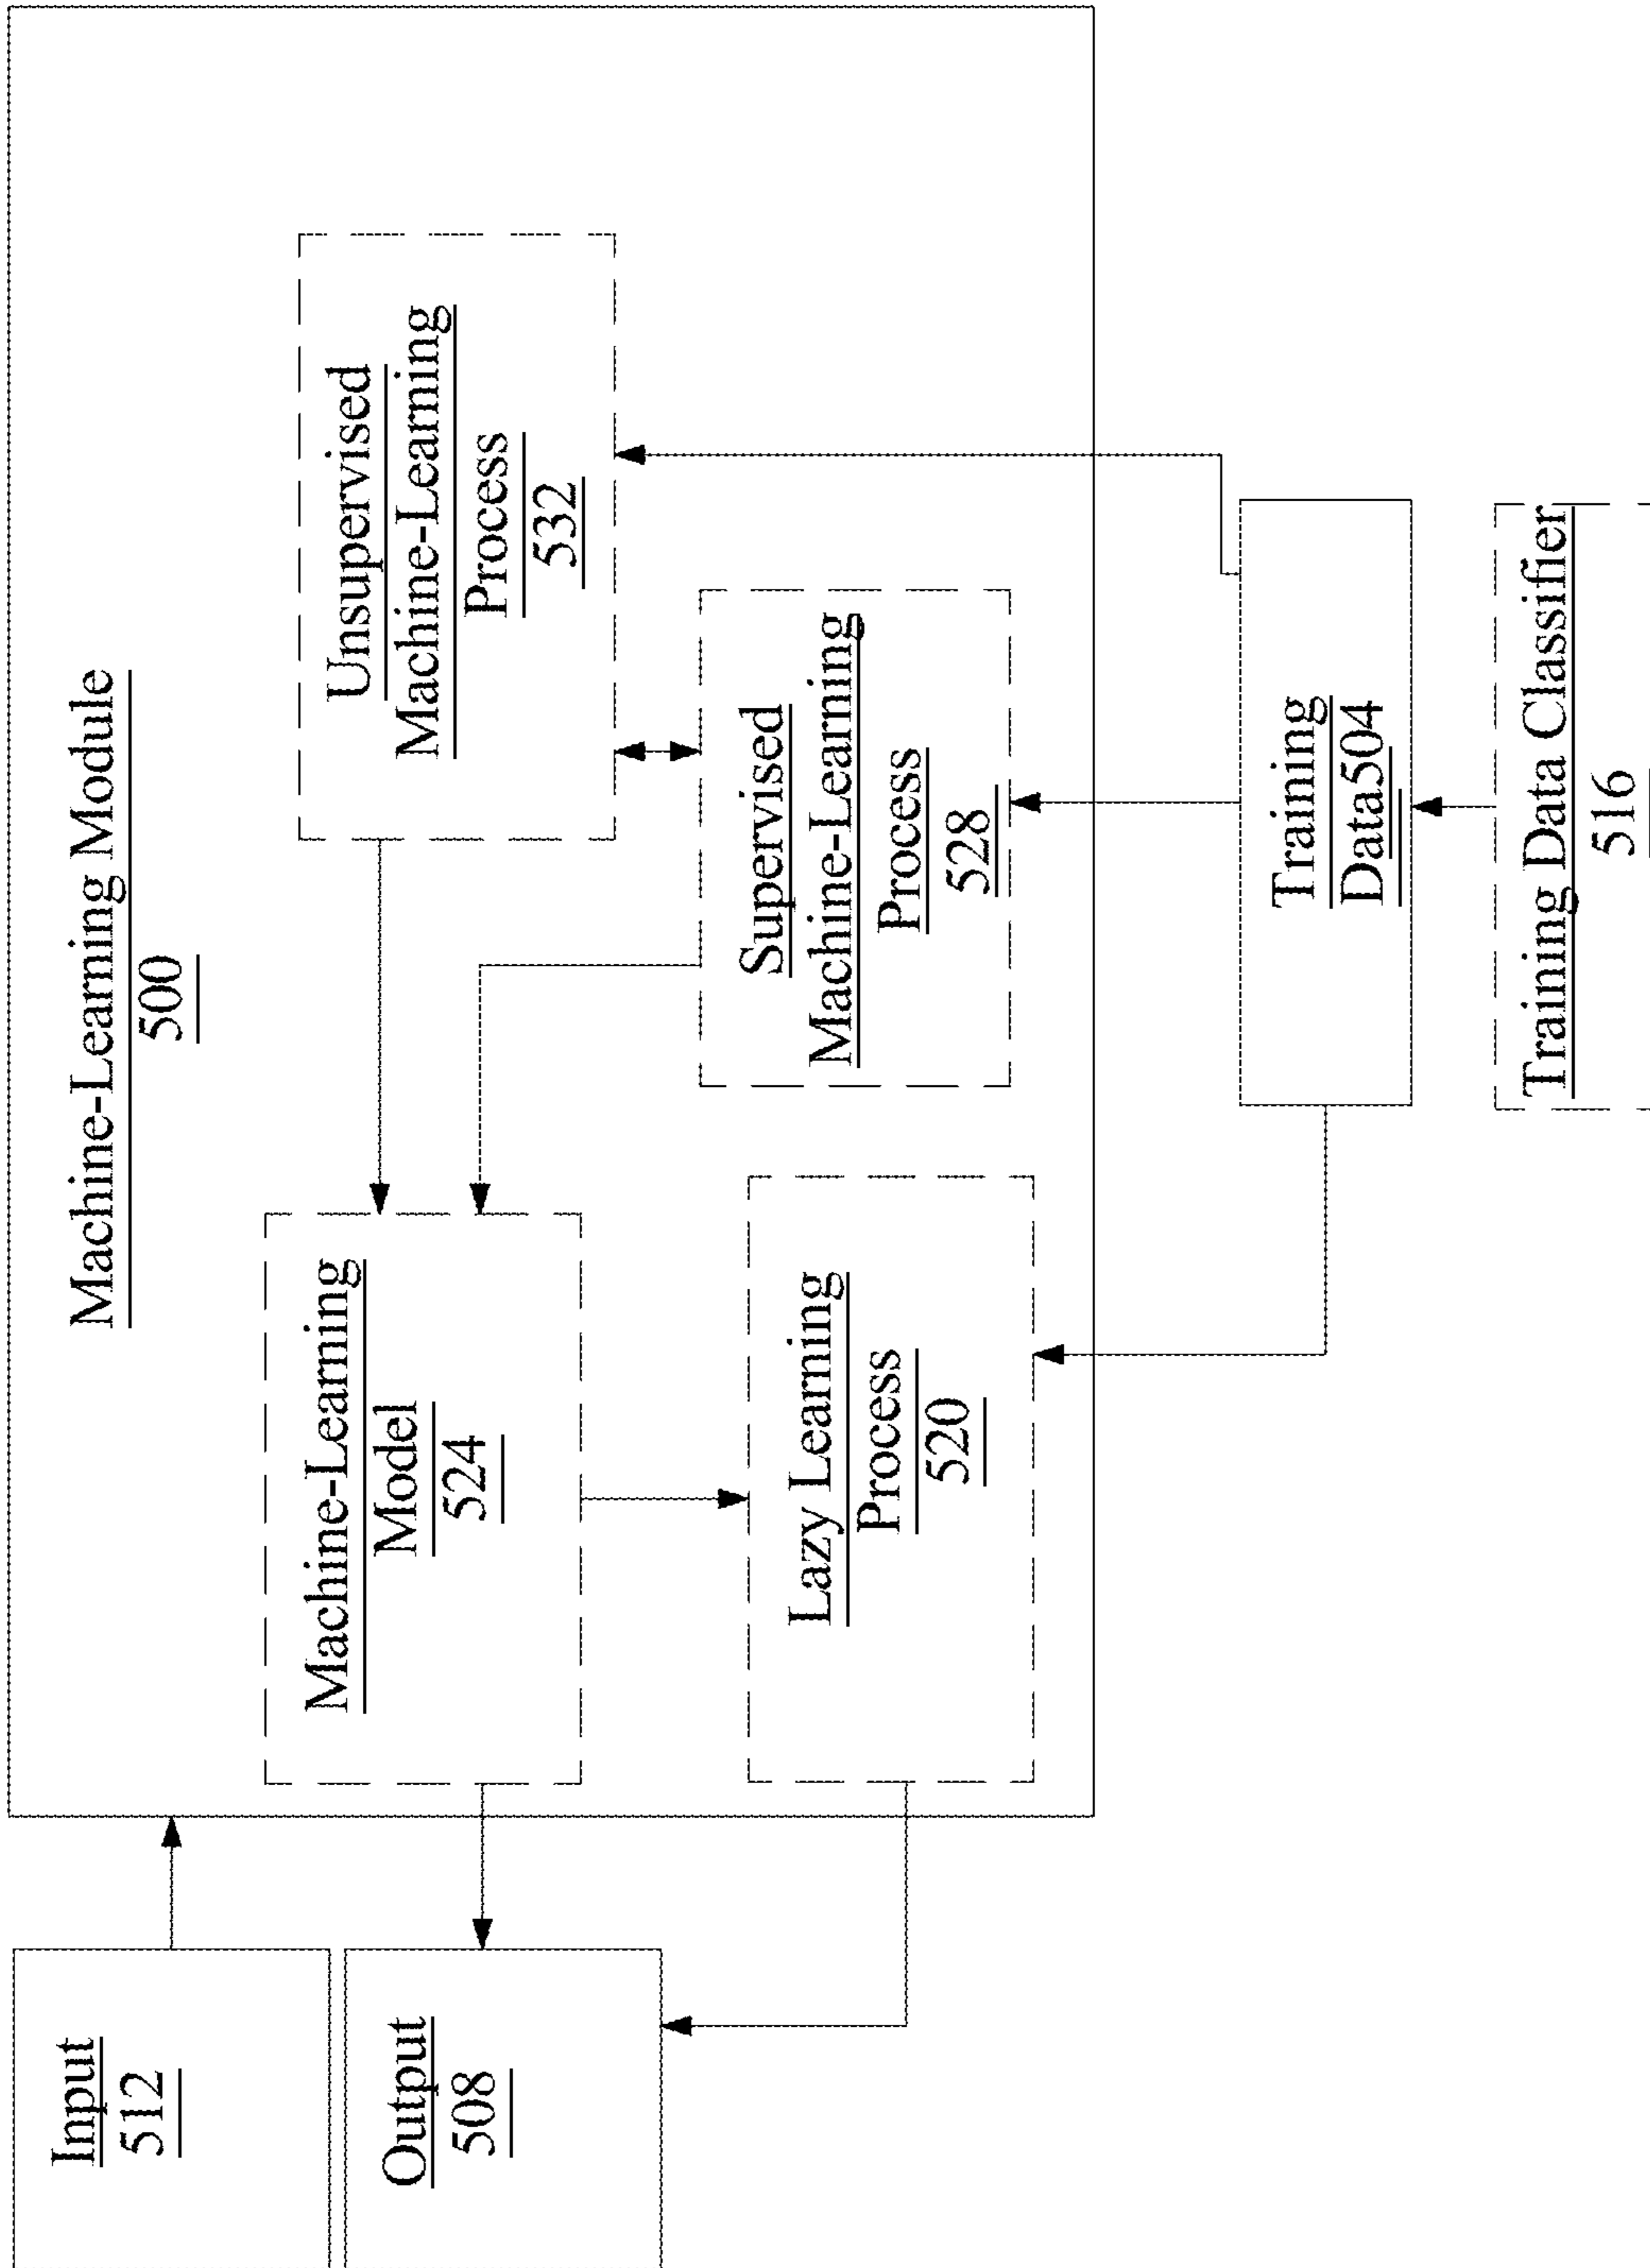 Machine-Learning Module
500
Input
512
Output
508
Machine-Learning
Model
524
Unsupervised
Machine-Learning
Process
532
Lazy Learning
Process
520
Supervised
Machine-Learning
Process
528
Training
Data504
Training Data Classifier
516